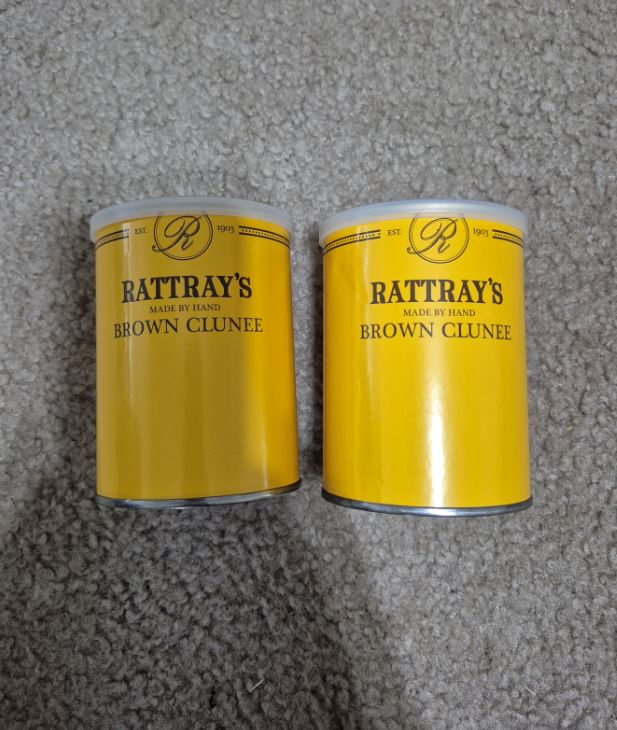 EST. R 1903
RATTRAY'S
MADE BY HAND
BROWN CLUNEE
EST. R 1903
RATTRAY'S
MADE BY HAND
BROWN CLUNEE